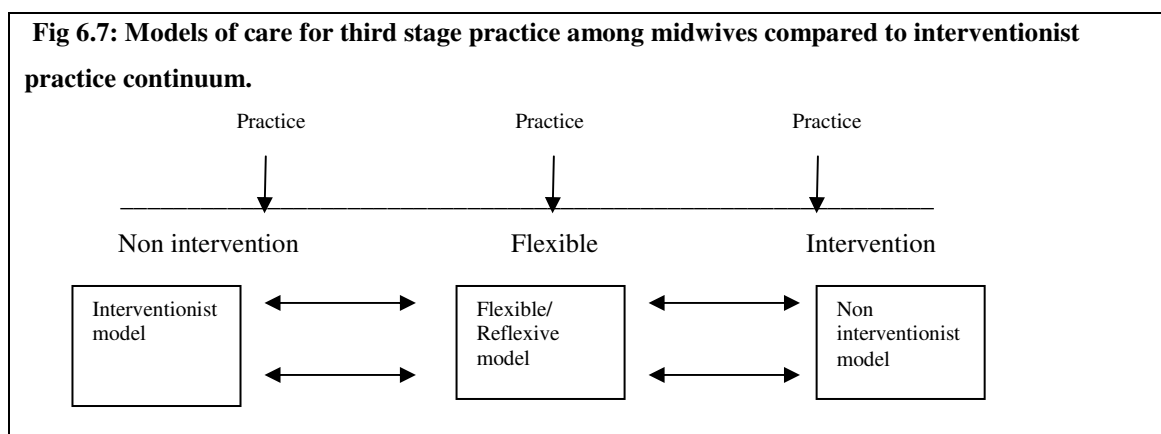 Fig 6.7: Models of care for third stage practice among midwives compared to interventionist
practice continuum.
Practice Practice Practice
Non intervention Flexible Intervention
Interventionist
model
Flexible/
Reflexive
model
Non
interventionist
model